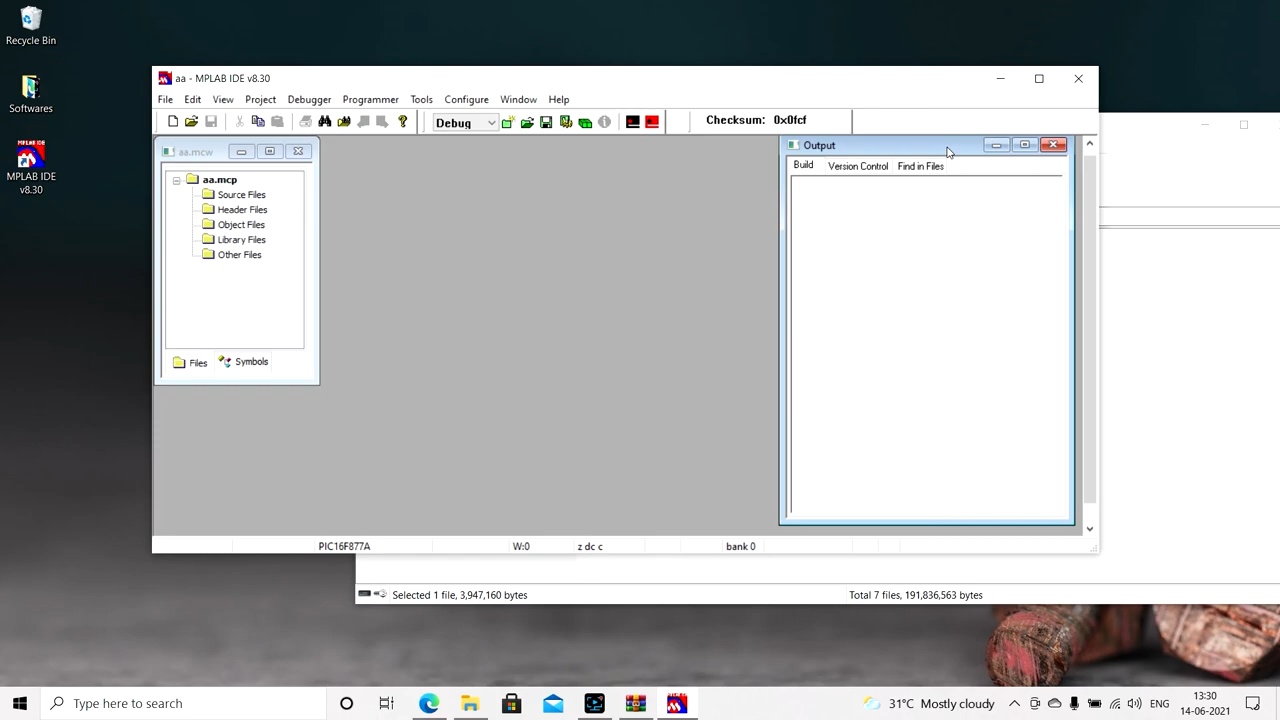 Recycle Bin
Softwares
MPLAB IDE
v8.30
aa - MPLAB IDE v8.30
File Edit View Project Debugger Programmer Tools Configure Window Help
Debug
Checksum: 0x0fcf
aa.mcw
aa.mcp
Source Files
Header Files
Object Files
Library Files
Other Files
Files Symbols
Output
Build Version Control Find in Files
PIC16F877A W:0 z dc c bank 0
Selected 1 file, 3,947,160 bytes Total 7 files, 191,836,563 bytes
Type here to search
31°C Mostly cloudy
ENG
13:30
14-06-2021